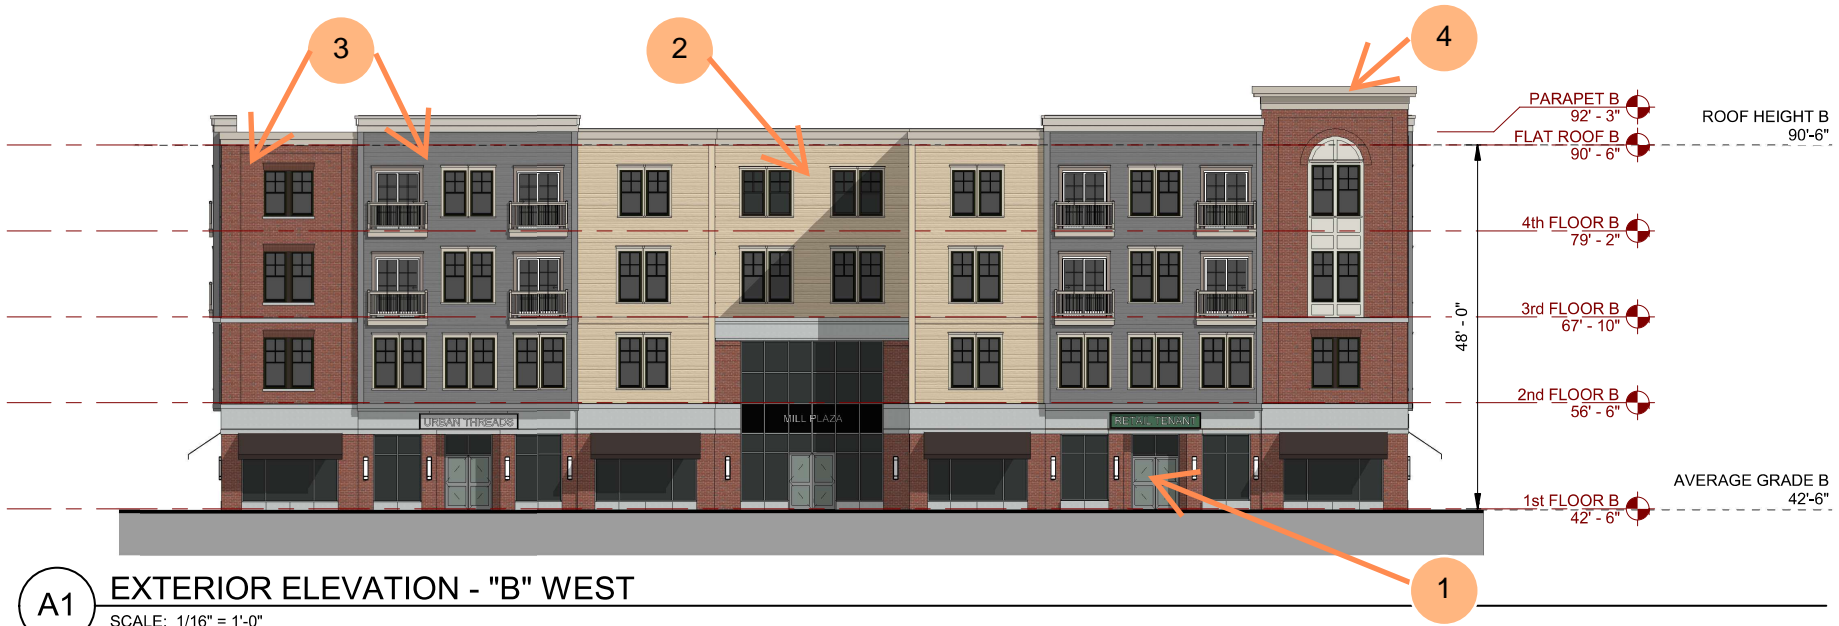 3
2
4
PARAPET B
92' - 3"
ROOF HEIGHT B
90'-6"
FLAT ROOF B
90' - 6"
4th FLOOR B
79' - 2"
3rd FLOOR B
67' - 10"
48' - 0"
2nd FLOOR B
56' - 6"
URBAN THREADS
MILL PLAZA
RETAIL TENANT
AVERAGE GRADE B
42'-6"
1st FLOOR B
42' - 6"
1
A1
EXTERIOR ELEVATION - "B" WEST
SCALE: 1/16" = 1'-0"